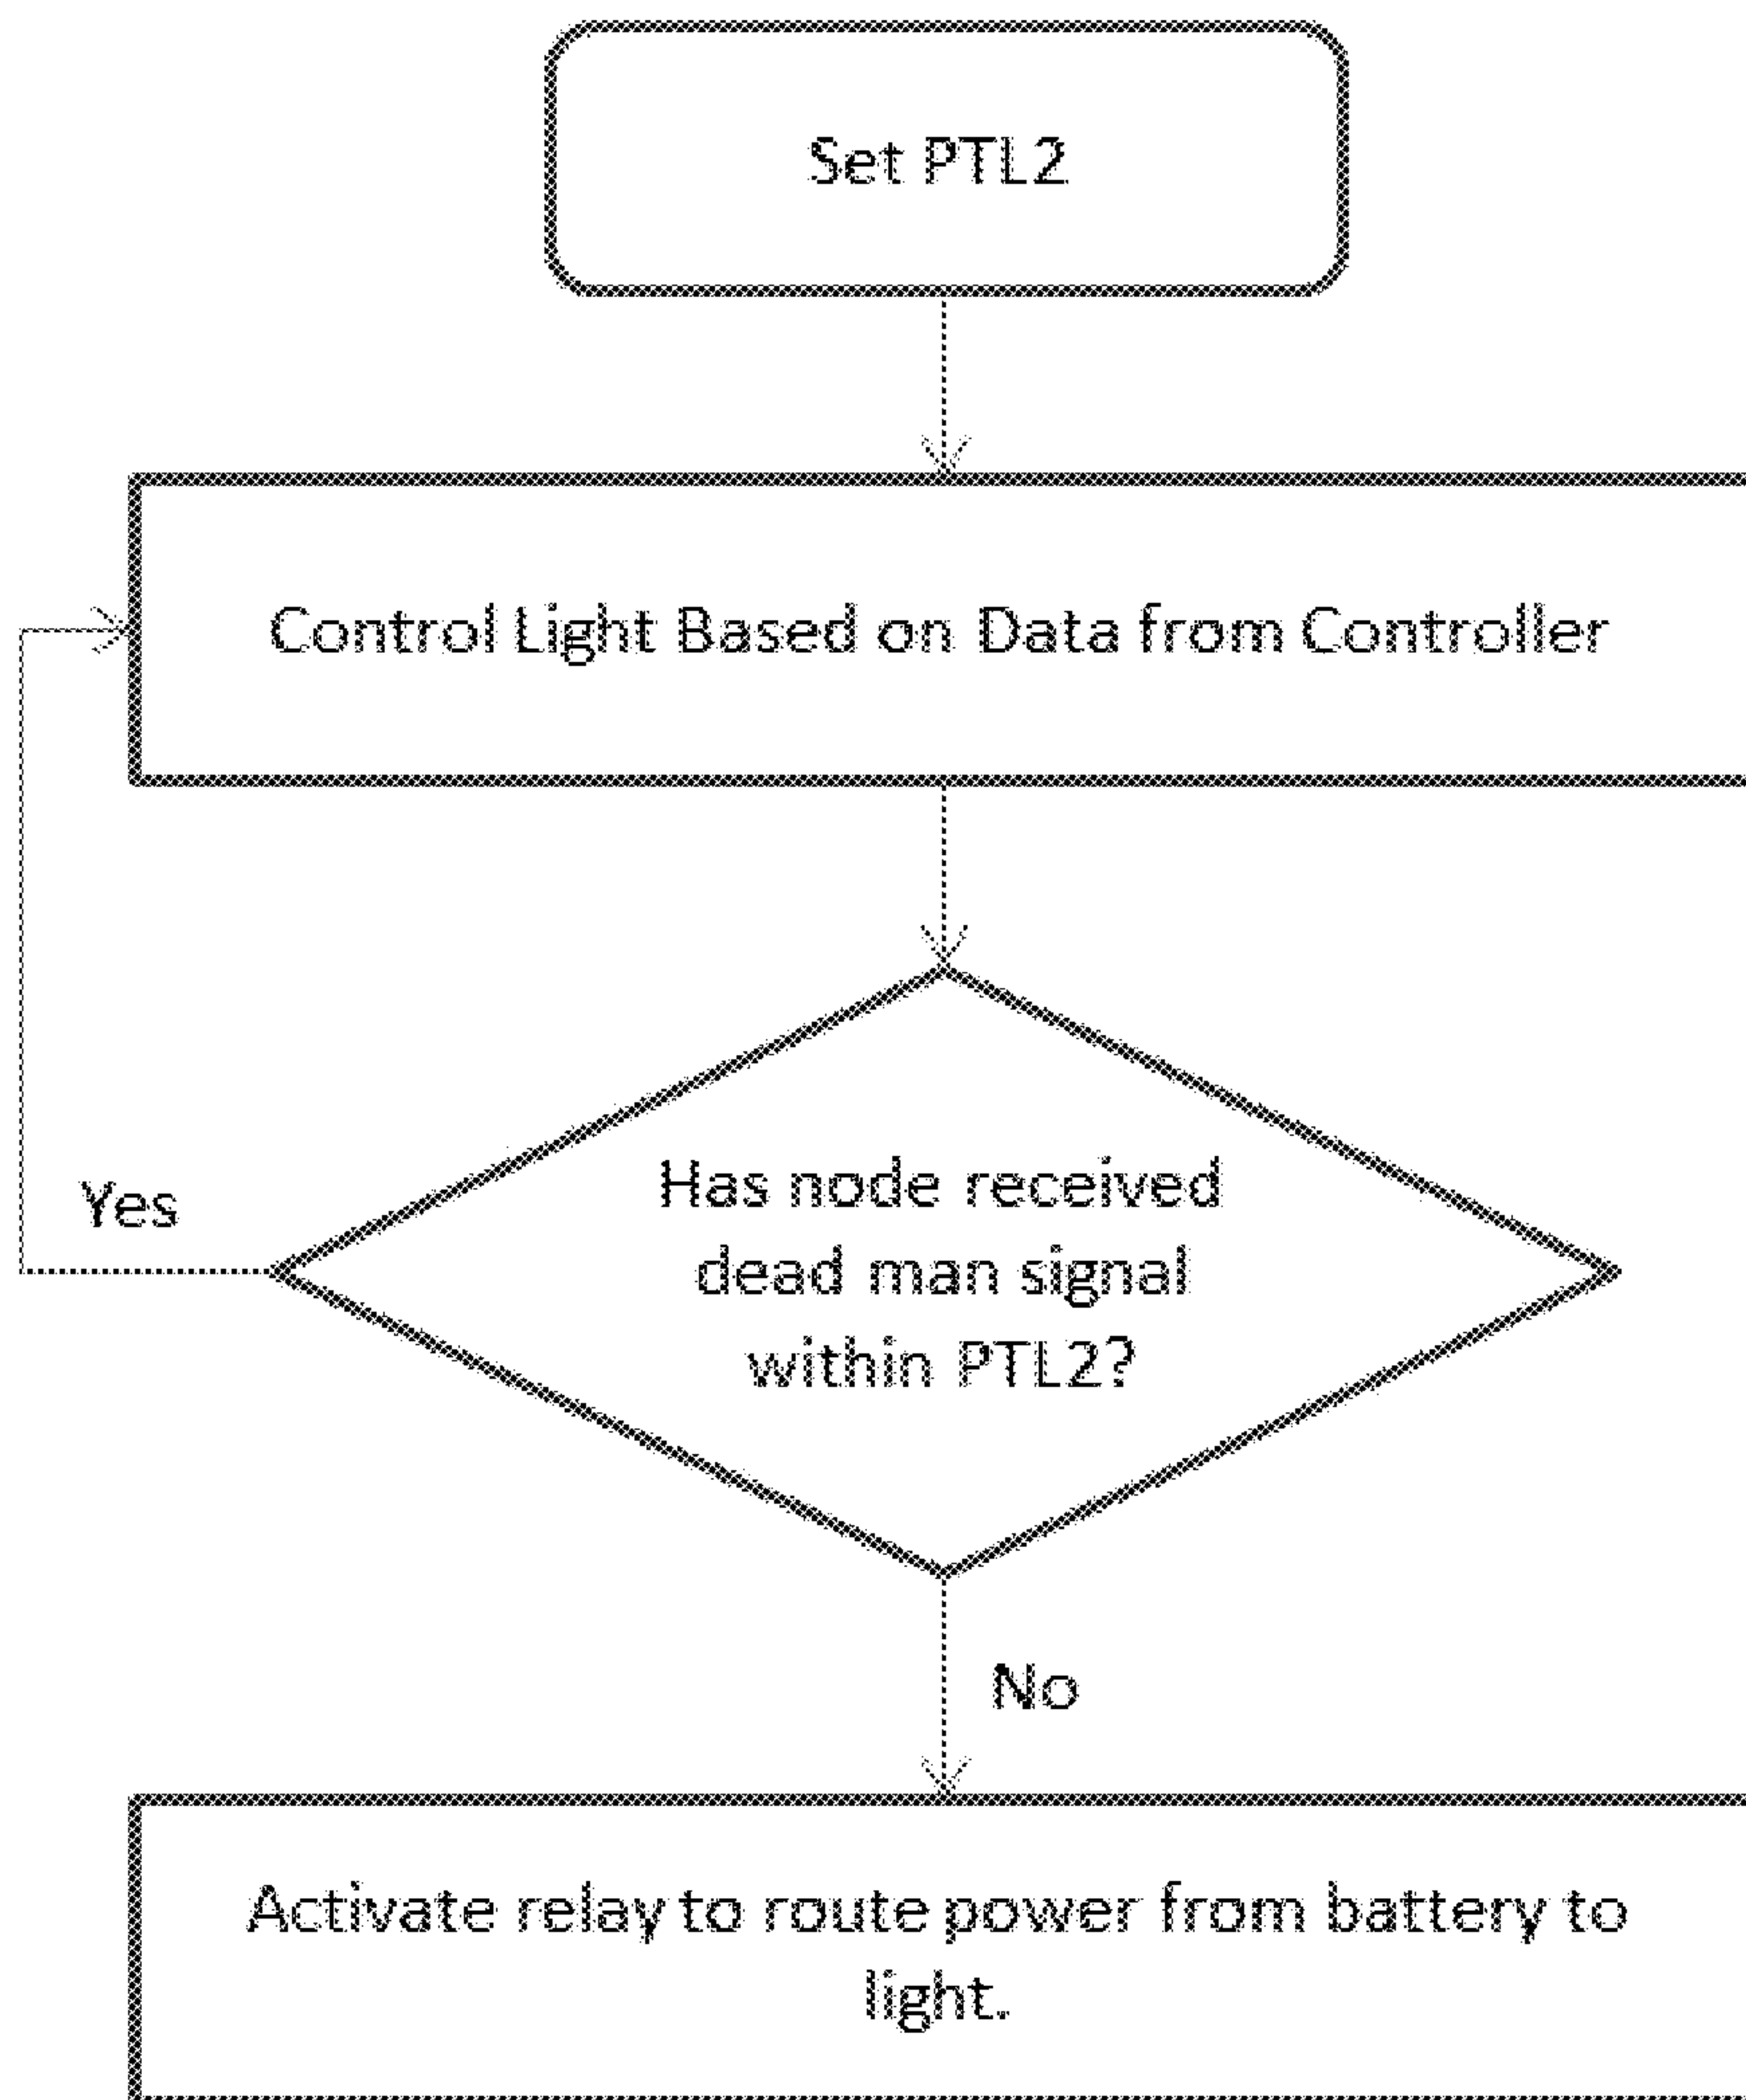 Set PTL2
Control Light Based on Data from Controller
Has node received
dead man signal
within PTL2?
Yes
No
Activate relay to route power from battery to
light.